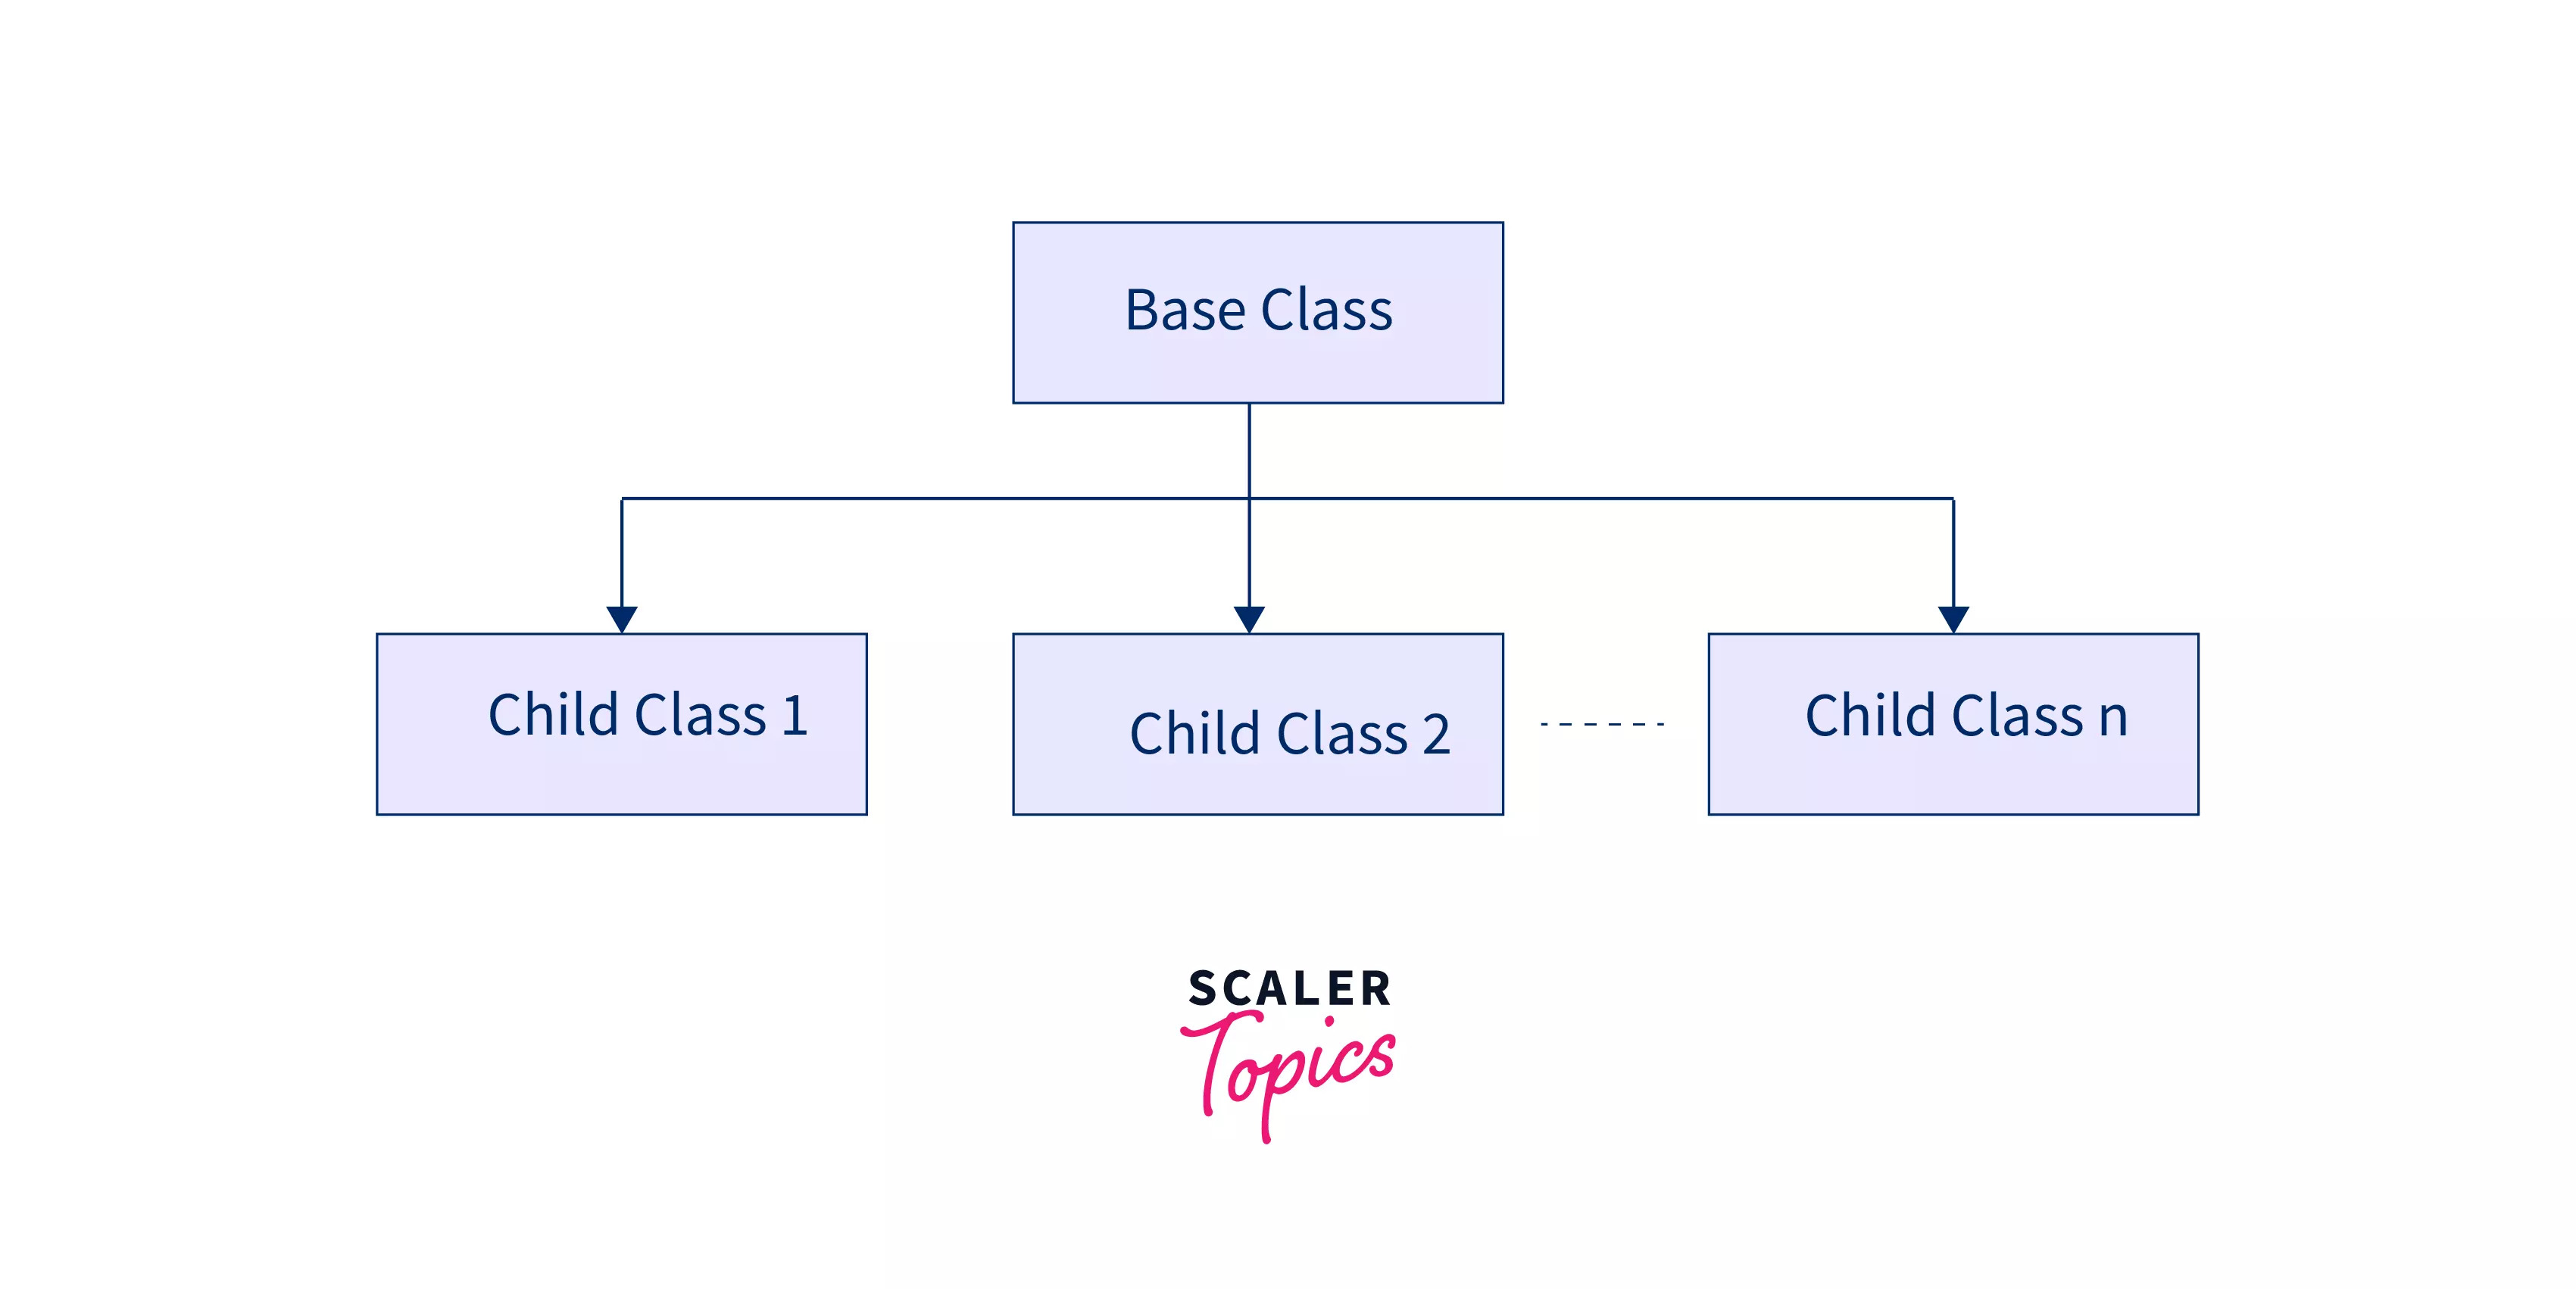 Base Class
Child Class 1
Child Class 2
Child Class n
SCALER
Topics